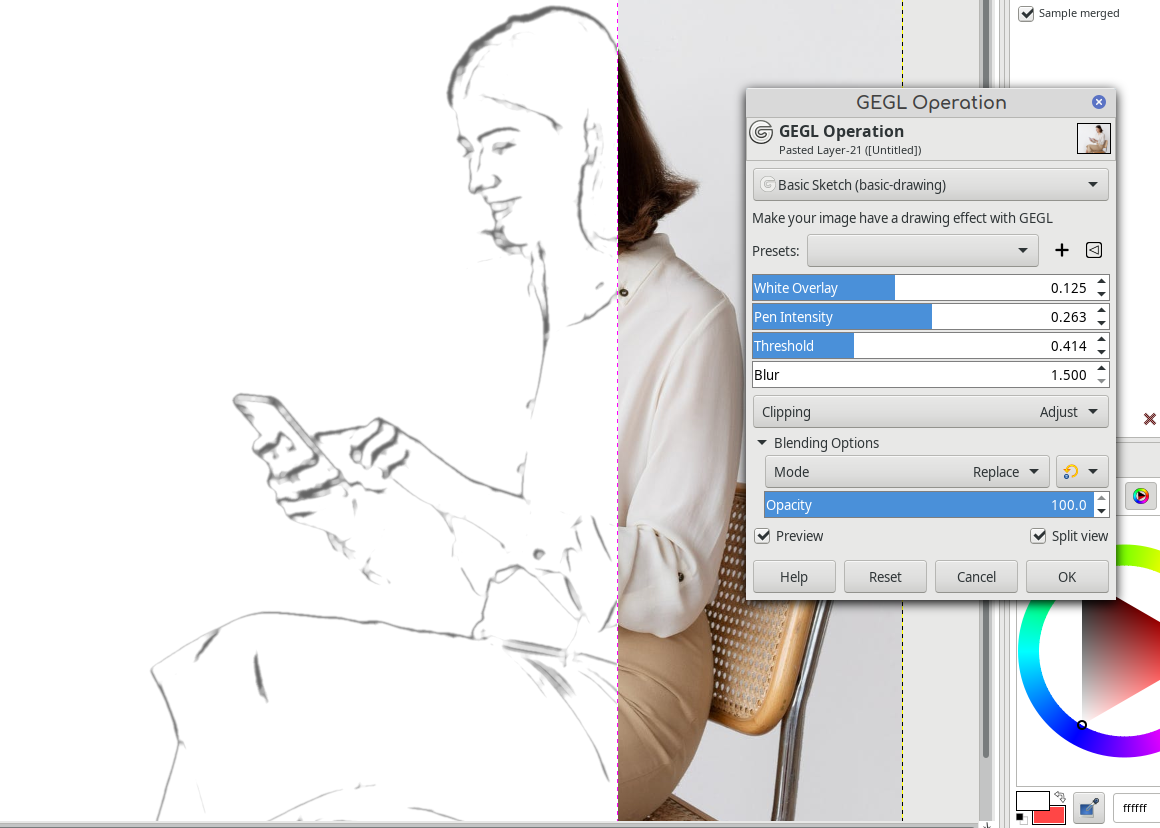 Sample merged
GEGL Operation
GEGL Operation
Pasted Layer-21 ([Untitled])
Basic Sketch (basic-drawing)
Make your image have a drawing effect with GEGL
Presets:
White Overlay 0.125
Pen Intensity 0.263
Threshold 0.414
Blur 1.500
Clipping Adjust
Blending Options
Mode Replace
Opacity 100.0
Preview Split view
Help Reset Cancel OK
ffffff